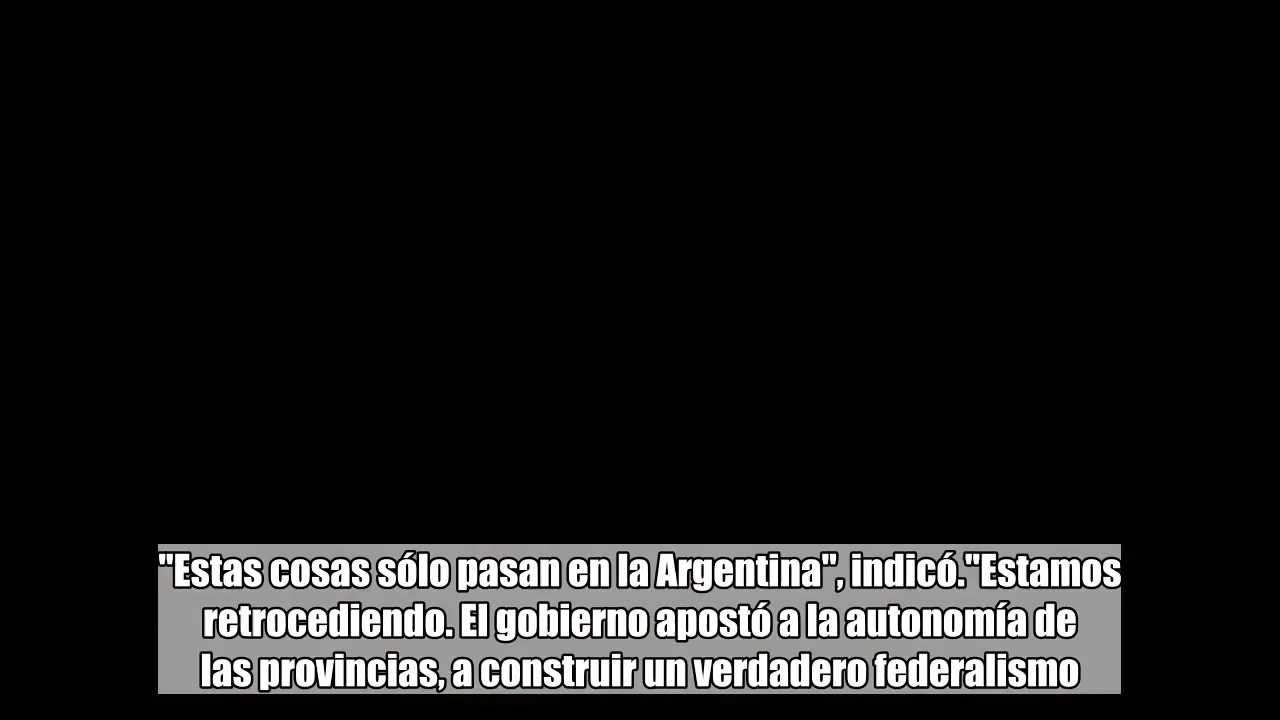 "Estas cosas sólo pasan en la Argentina", indicó."Estamos
retrocediendo. El gobierno apostó a la autonomía de
las provincias, a construir un verdadero federalismo